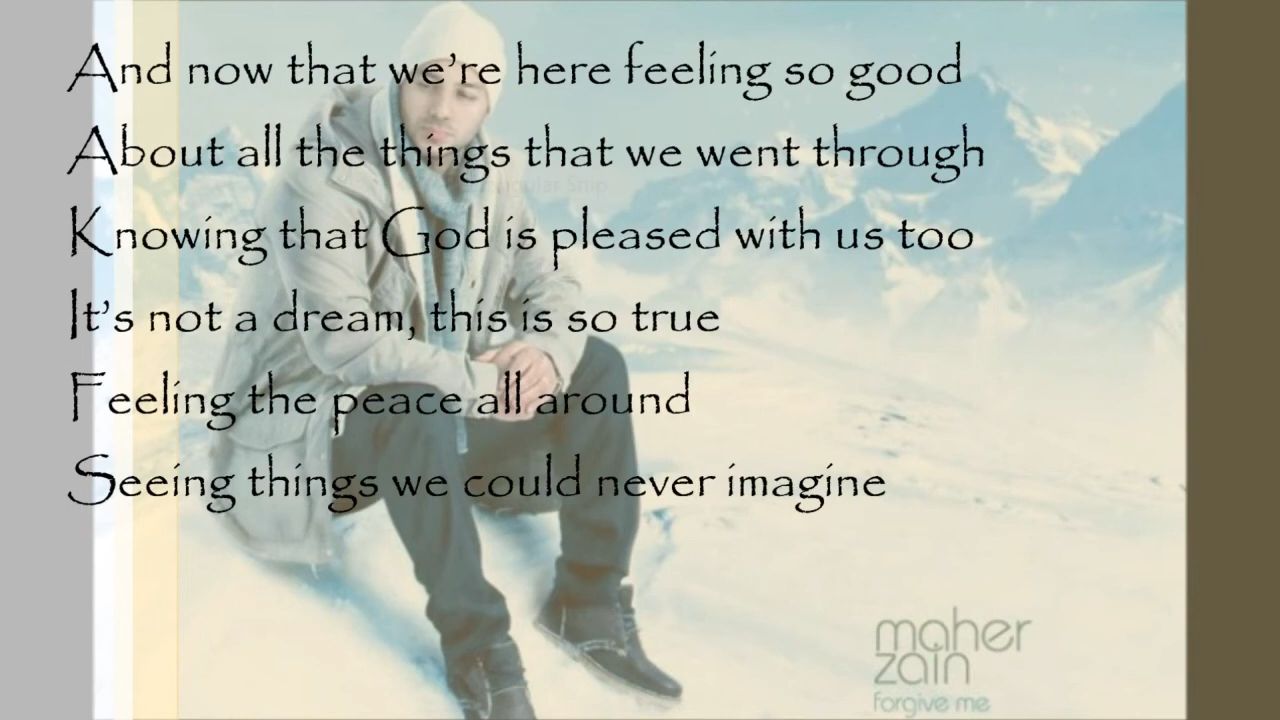 And now that we're here feeling so good
About all the things that we went through
Knowing that God is pleased with us too
It's not a dream, this is so true
Feeling the peace all around
Seeing things we could never imagine
maher
zain
forgive me